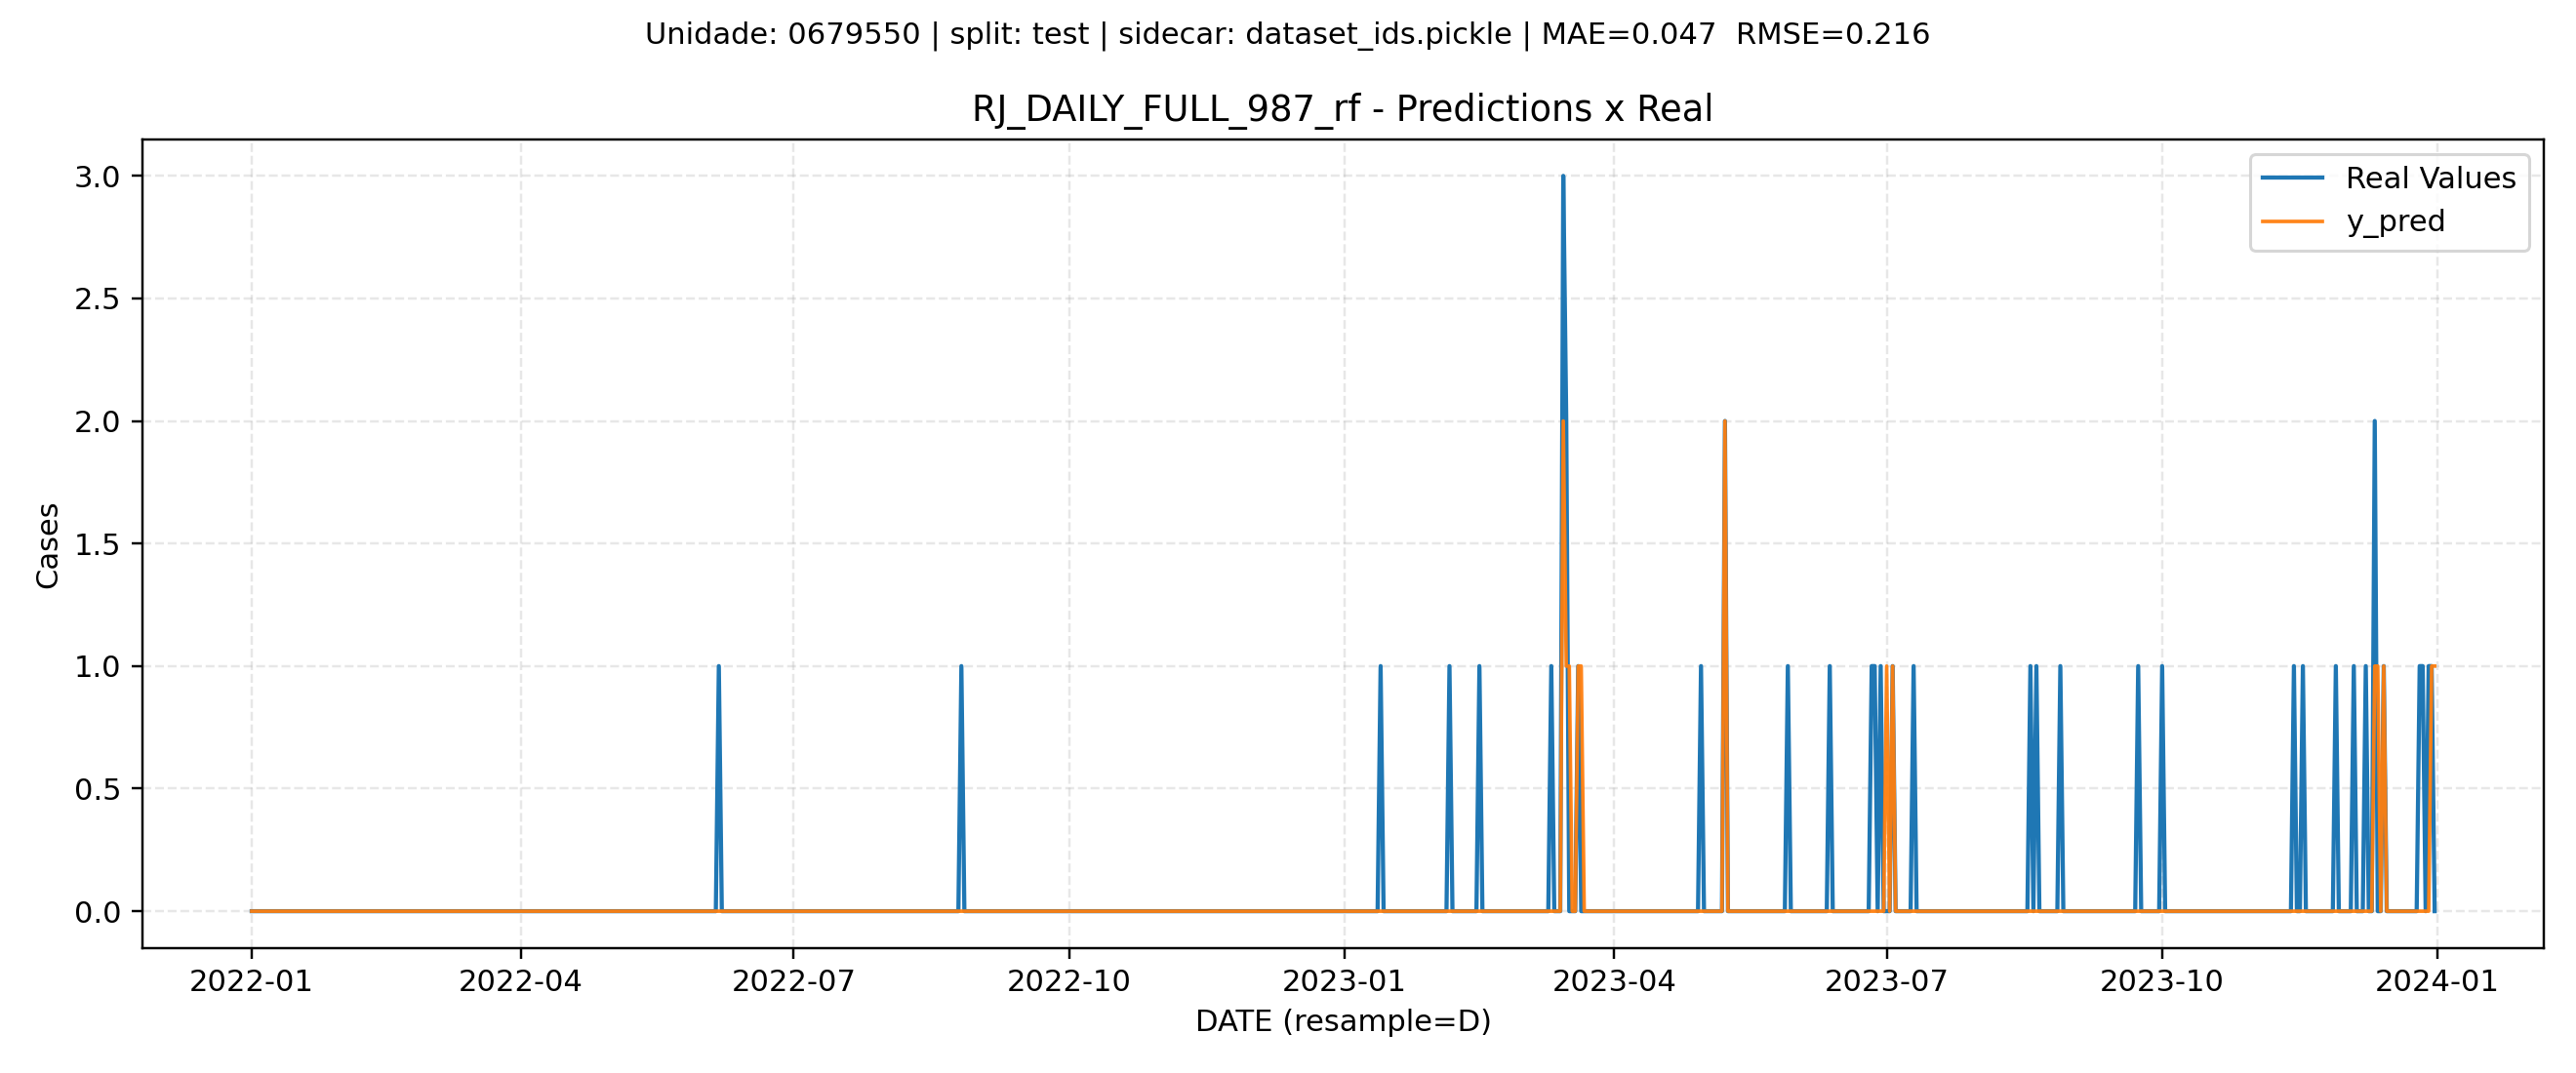 Unidade: 0679550 | split: test | sidecar: dataset_ids.pickle | MAE=0.047  RMSE=0.216
RJ_DAILY_FULL_987_rf - Predictions x Real
Real Values
y_pred
Cases
3.0
2.5
2.0
1.5
1.0
0.5
0.0
2022-01 2022-04 2022-07 2022-10 2023-01 2023-04 2023-07 2023-10 2024-01
DATE (resample=D)